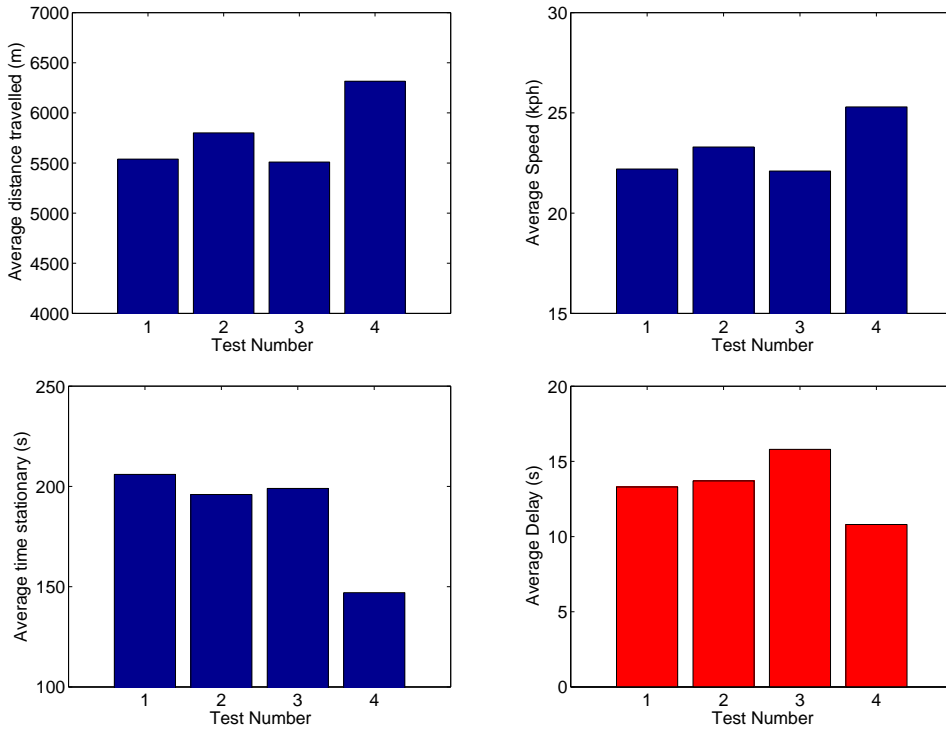 7000
6500
6000
5500
5000
4500
4000
Average distance travelled (m)
1 2 3 4
Test Number
30
25
20
15
Average Speed (kph)
1 2 3 4
Test Number
250
200
150
100
Average time stationary (s)
1 2 3 4
Test Number
20
15
10
5
0
Average Delay (s)
1 2 3 4
Test Number